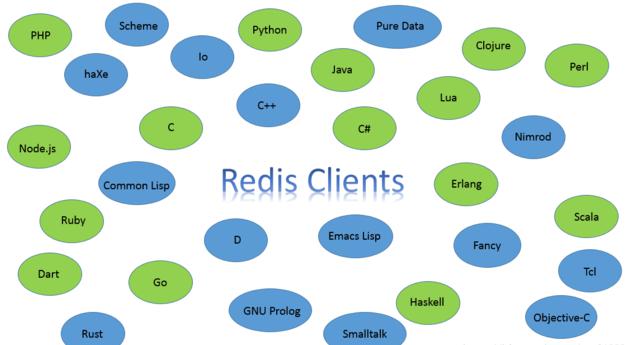 Scheme
PHP
Python
Pure Data
Io
Clojure
haXe
Java
Perl
Lua
C++
C
C#
Nimrod
Node.js
Common Lisp
Redis Clients
Erlang
Ruby
Scala
D
Emacs Lisp
Fancy
Dart
Go
Tcl
Haskell
GNU Prolog
Objective-C
Rust
Smalltalk